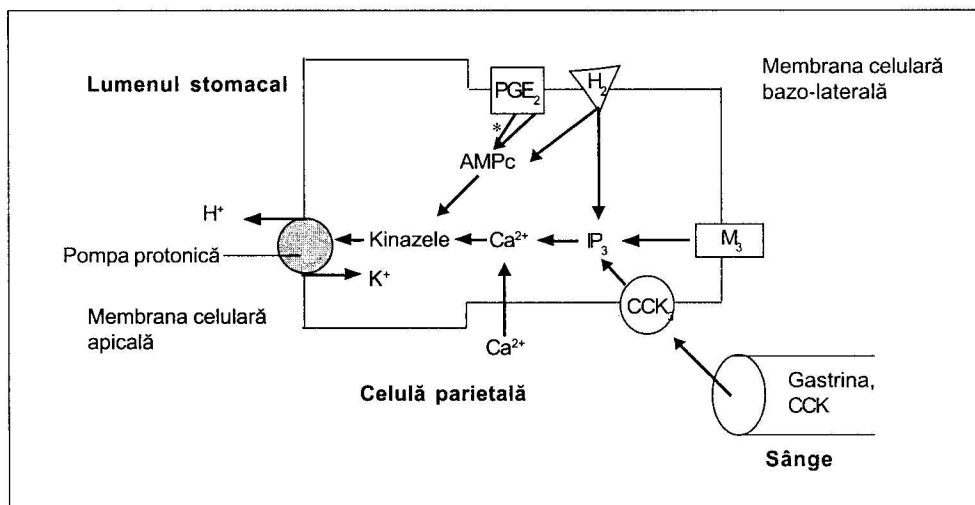 Lumenul stomacal
PGE₂
H₂
Membrana celulară
bazo-laterală
*
AMPc
H⁺
Kinazele
Ca²⁺
IP₃
M₃
Pompa protonică
K⁺
CCK
Membrana celulară
apicală
Ca²⁺
Celulă parietală
Gastrina,
CCK
Sânge